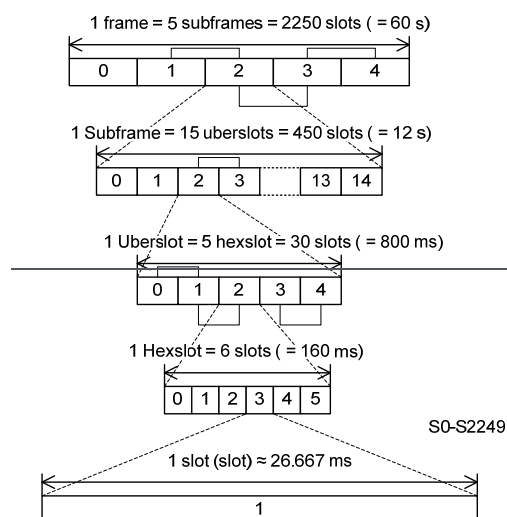 1 frame = 5 subframes = 2250 slots ( = 60 s)
0 1 2 3 4
1 Subframe = 15 uberslots = 450 slots ( = 12 s)
0 1 2 3 13 14
1 Uberslot = 5 hexslot = 30 slots ( = 800 ms)
0 1 2 3 4
1 Hexslot = 6 slots ( = 160 ms)
0 1 2 3 4 5
S0-S2249
1 slot (slot) ≈ 26.667 ms
1